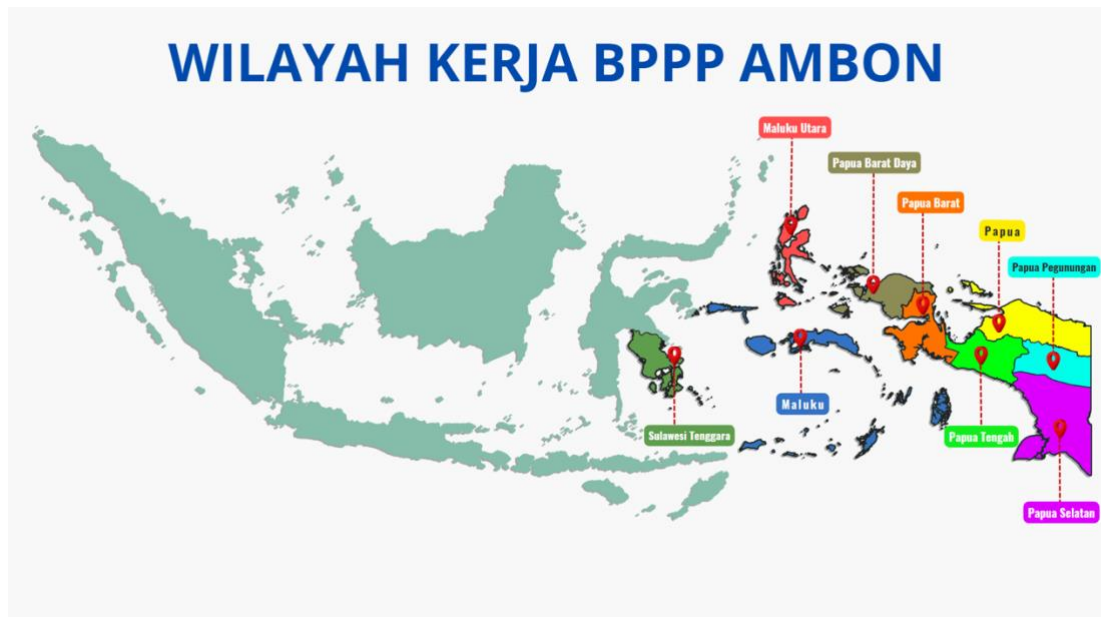 WILAYAH KERJA BPPP AMBON
Maluku Utara
Papua Barat Daya
Papua Barat
Papua
Papua Pegunungan
Maluku
Sulawesi Tenggara
Papua Tengah
Papua Selatan